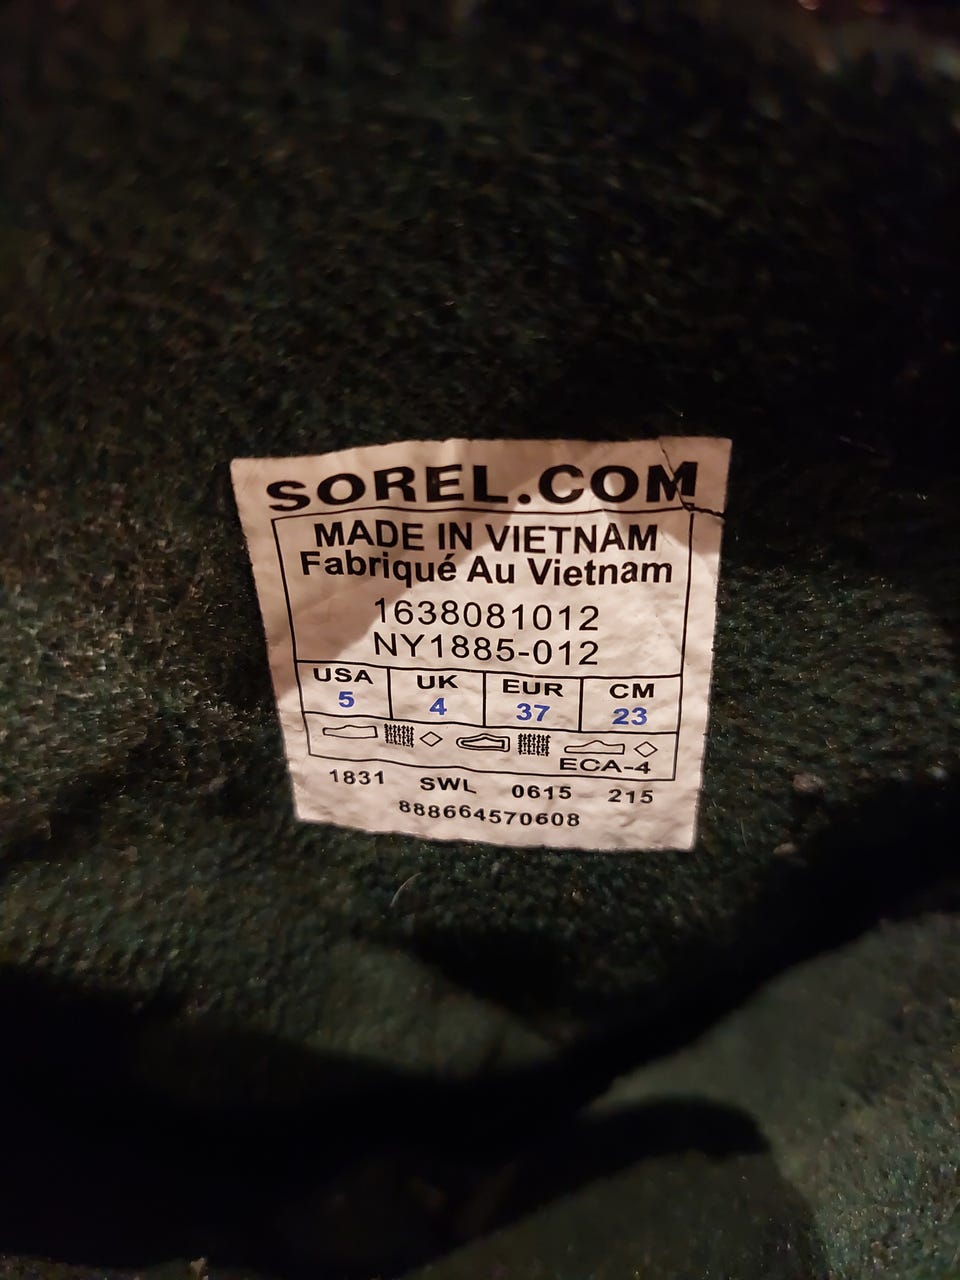 SOREL.COM
MADE IN VIETNAM
Fabriqué Au Vietnam
1638081012
NY1885-012
USA UK EUR CM
5 4 37 23
ECA-4
1831 SWL 0615 215
888664570608